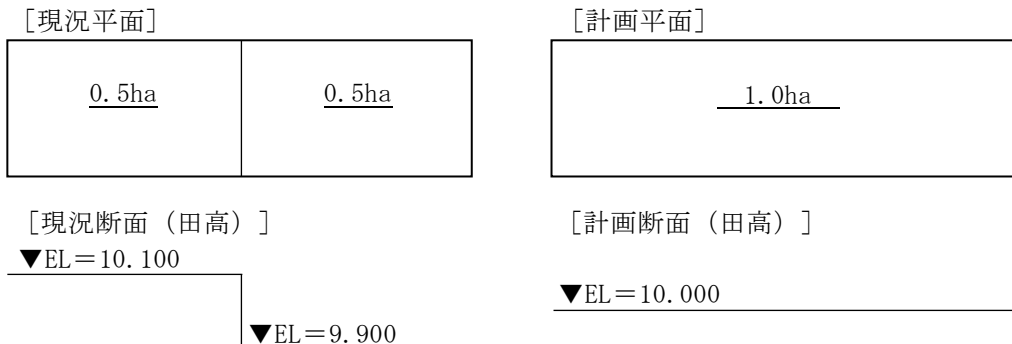 ［現況平面］
0.5ha
0.5ha
［計画平面］
1.0ha
［現況断面（田高）］
▼EL＝10.100
▼EL＝9.900
［計画断面（田高）］
▼EL＝10.000